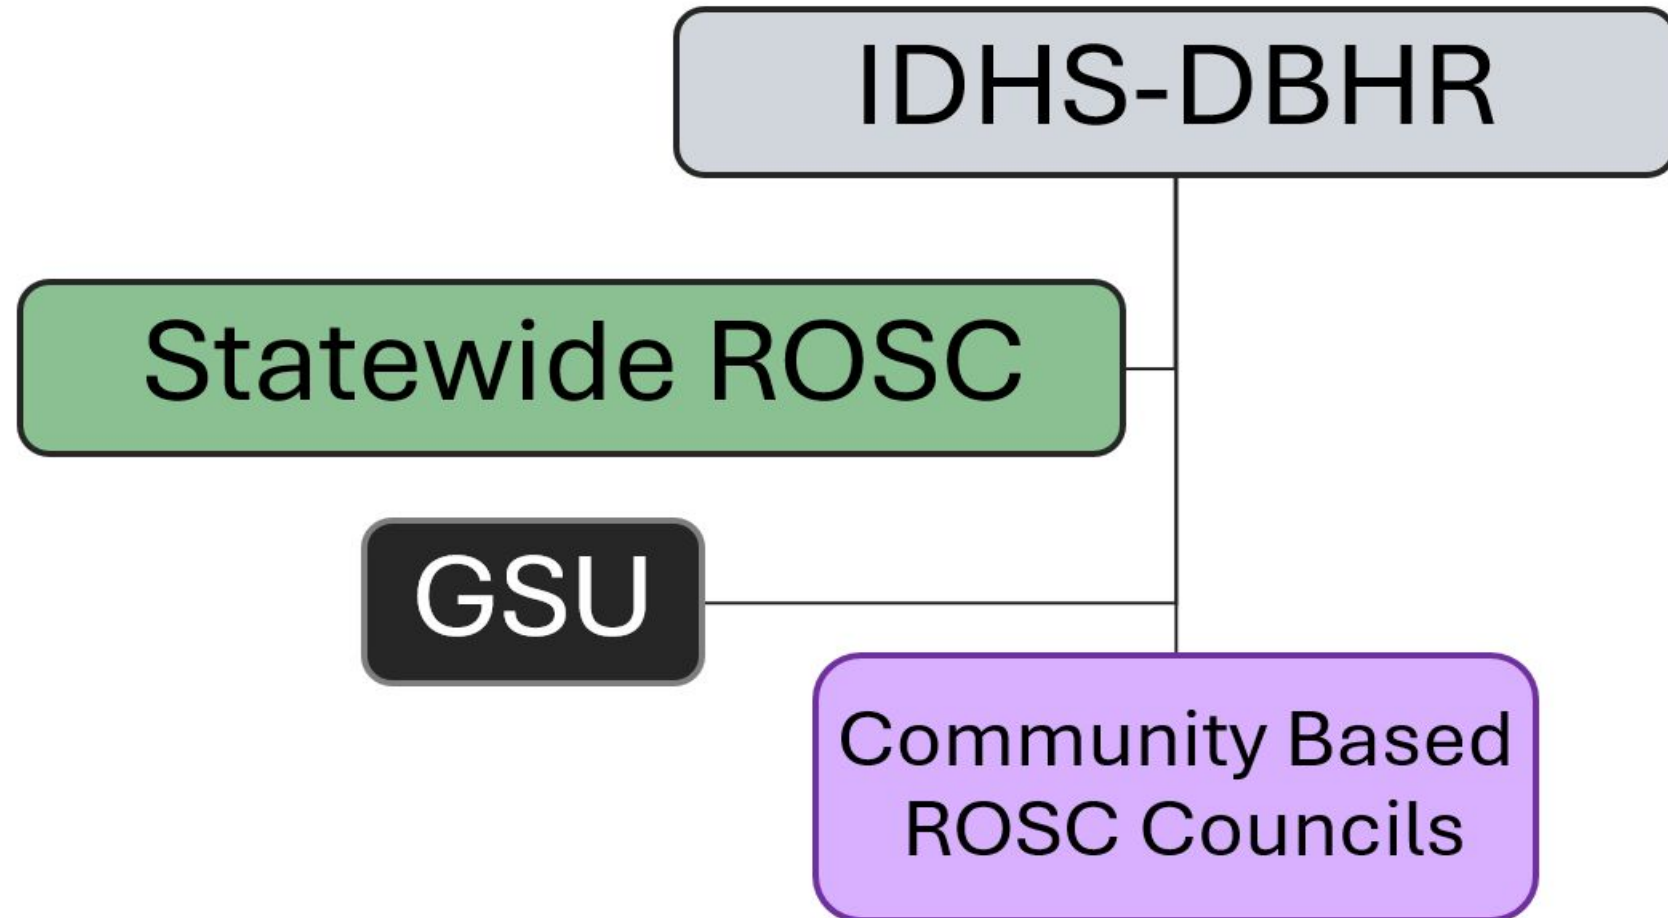 IDHS-DBHR
Statewide ROSC
GSU
Community Based
ROSC Councils